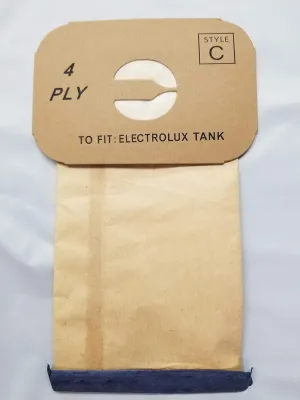 STYLE
C
4
PLY
TO FIT: ELECTROLUX TANK